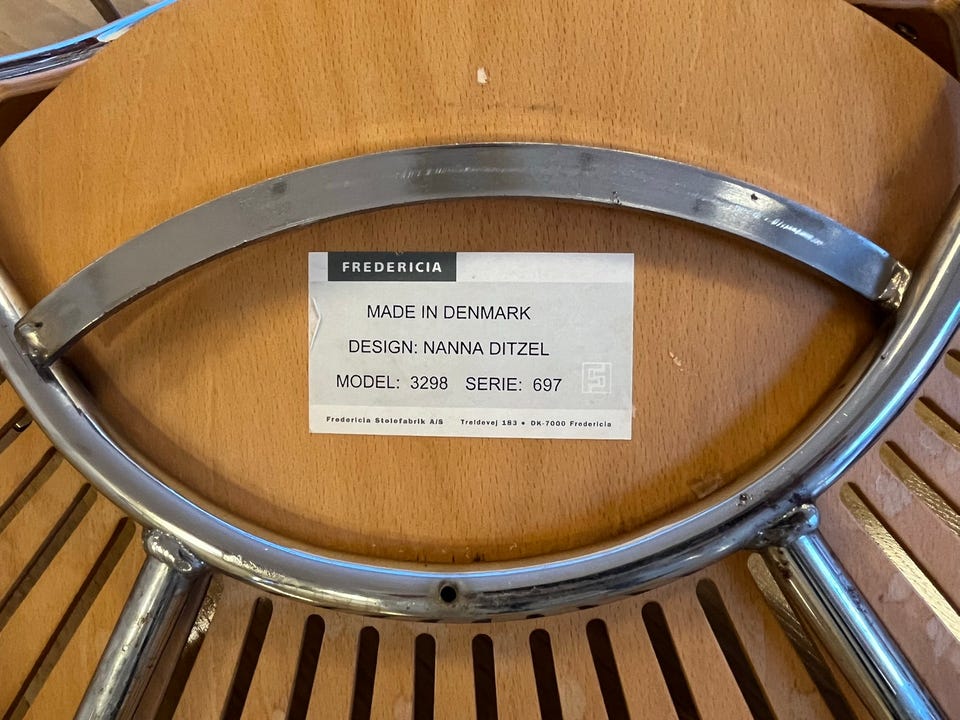 FREDERICIA
MADE IN DENMARK
DESIGN: NANNA DITZEL
MODEL: 3298 SERIE: 697
Fredericia Stolefabrik A/S Treldevej 183 • DK-7000 Fredericia